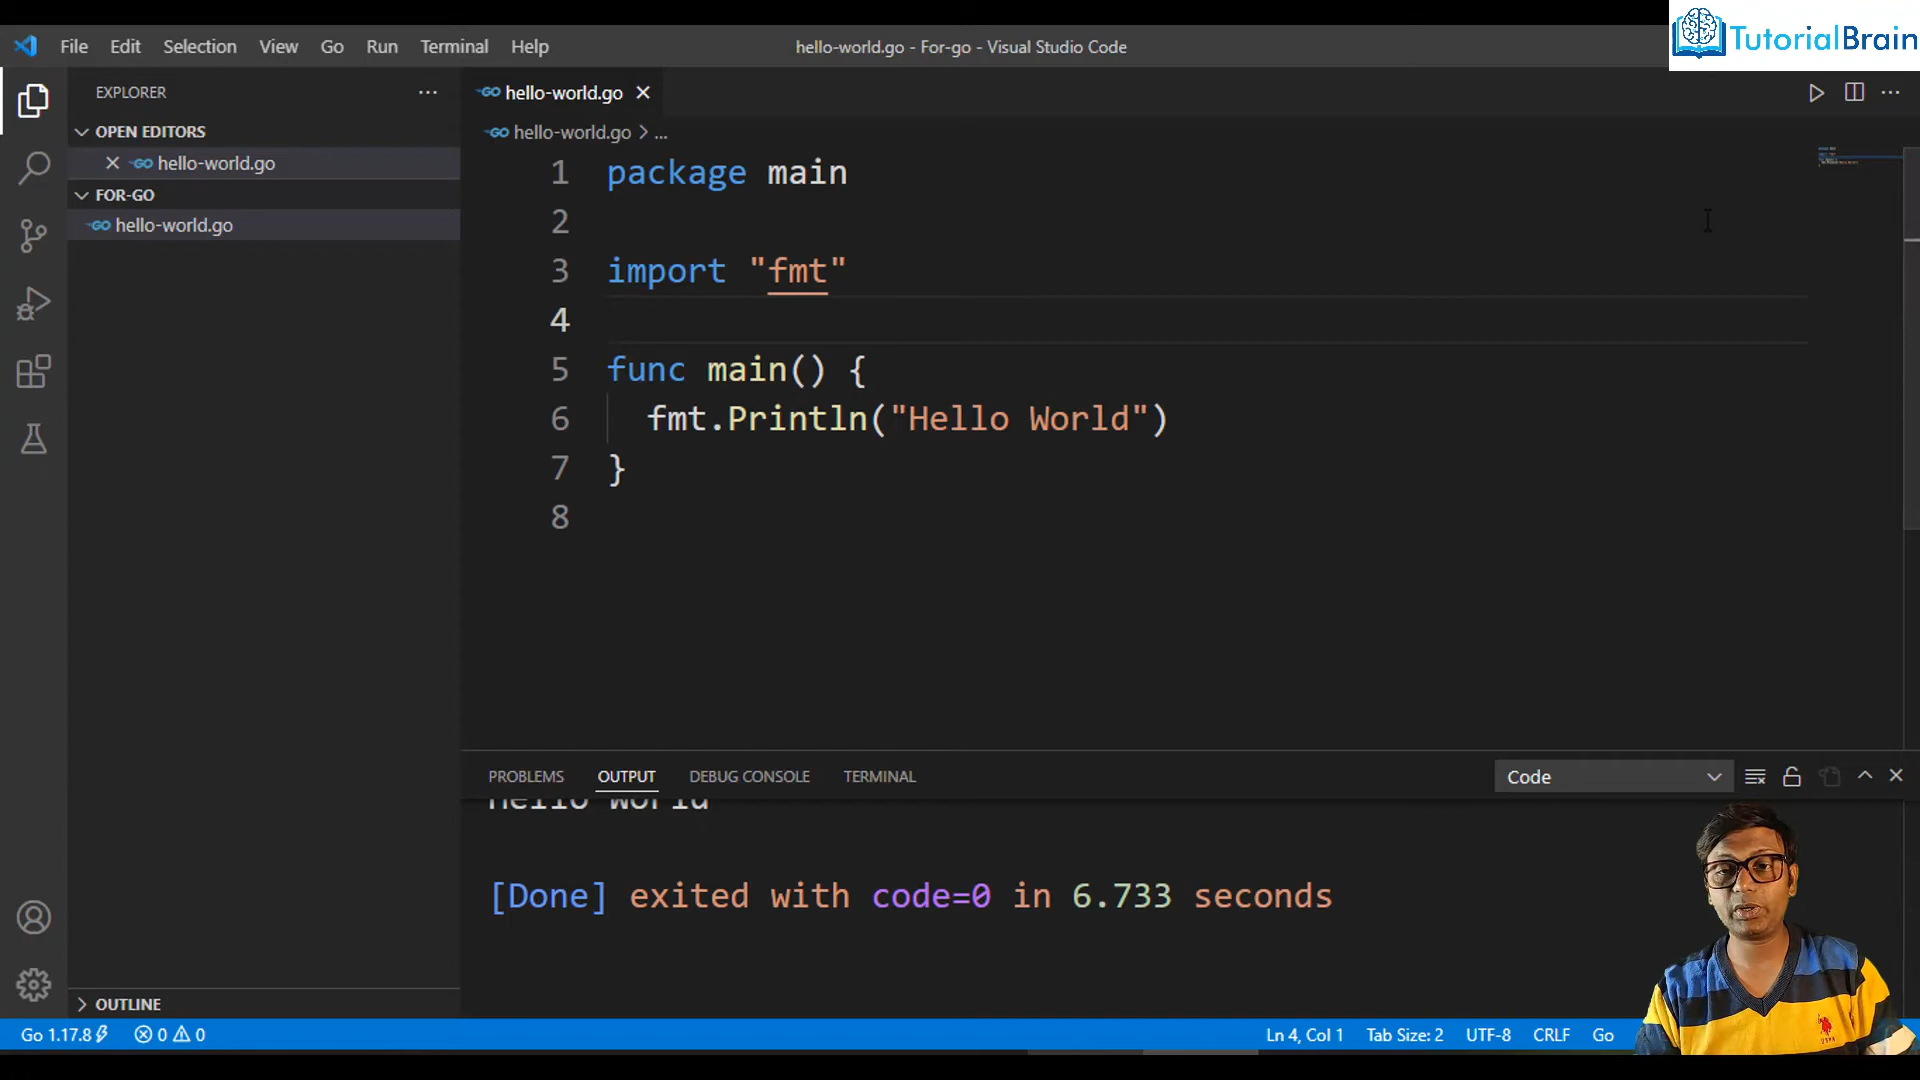 File Edit Selection View Go Run Terminal Help
hello-world.go - For-go - Visual Studio Code
TutorialBrain
EXPLORER
OPEN EDITORS
hello-world.go
FOR-GO
hello-world.go
OUTLINE
hello-world.go
hello-world.go > ...
1 package main
2
3 import "fmt"
4
5 func main() {
6 fmt.Println("Hello World")
7 }
8
PROBLEMS OUTPUT DEBUG CONSOLE TERMINAL
Code
Hello World
[Done] exited with code=0 in 6.733 seconds
Go 1.17.8 0 0 Ln 4, Col 1 Tab Size: 2 UTF-8 CRLF Go